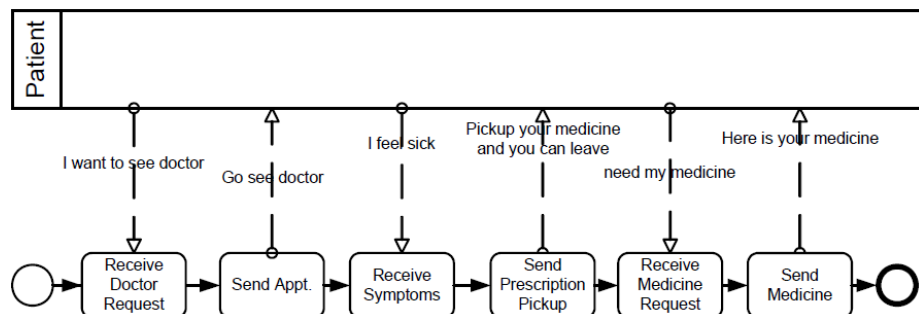 Patient
I want to see doctor
Go see doctor
I feel sick
Pickup your medicine
and you can leave
need my medicine
Here is your medicine
Receive
Doctor
Request
Send Appt.
Receive
Symptoms
Send
Prescription
Pickup
Receive
Medicine
Request
Send
Medicine